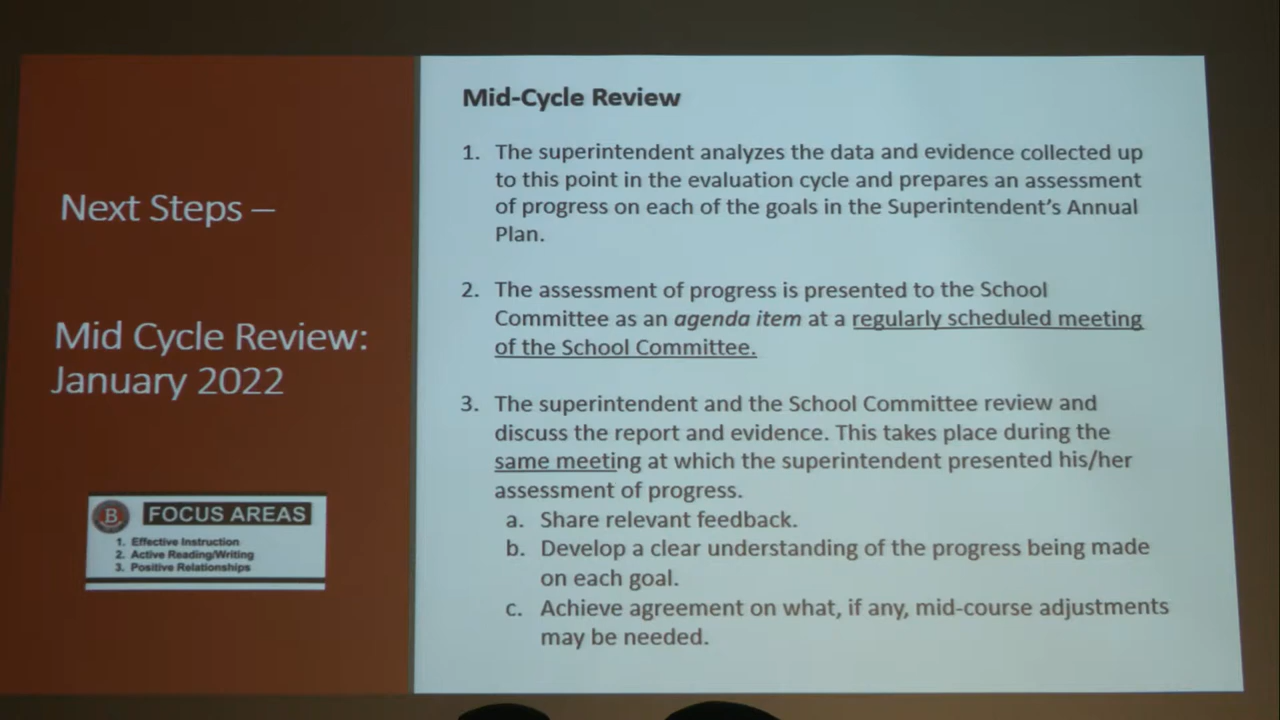 Next Steps –
Mid Cycle Review:
January 2022
B
FOCUS AREAS
1. Effective Instruction
2. Active Reading/Writing
3. Positive Relationships
Mid-Cycle Review
1. The superintendent analyzes the data and evidence collected up
to this point in the evaluation cycle and prepares an assessment
of progress on each of the goals in the Superintendent's Annual
Plan.
2. The assessment of progress is presented to the School
Committee as an agenda item at a regularly scheduled meeting
of the School Committee.
3. The superintendent and the School Committee review and
discuss the report and evidence. This takes place during the
same meeting at which the superintendent presented his/her
assessment of progress.
a. Share relevant feedback.
b. Develop a clear understanding of the progress being made
on each goal.
c. Achieve agreement on what, if any, mid-course adjustments
may be needed.